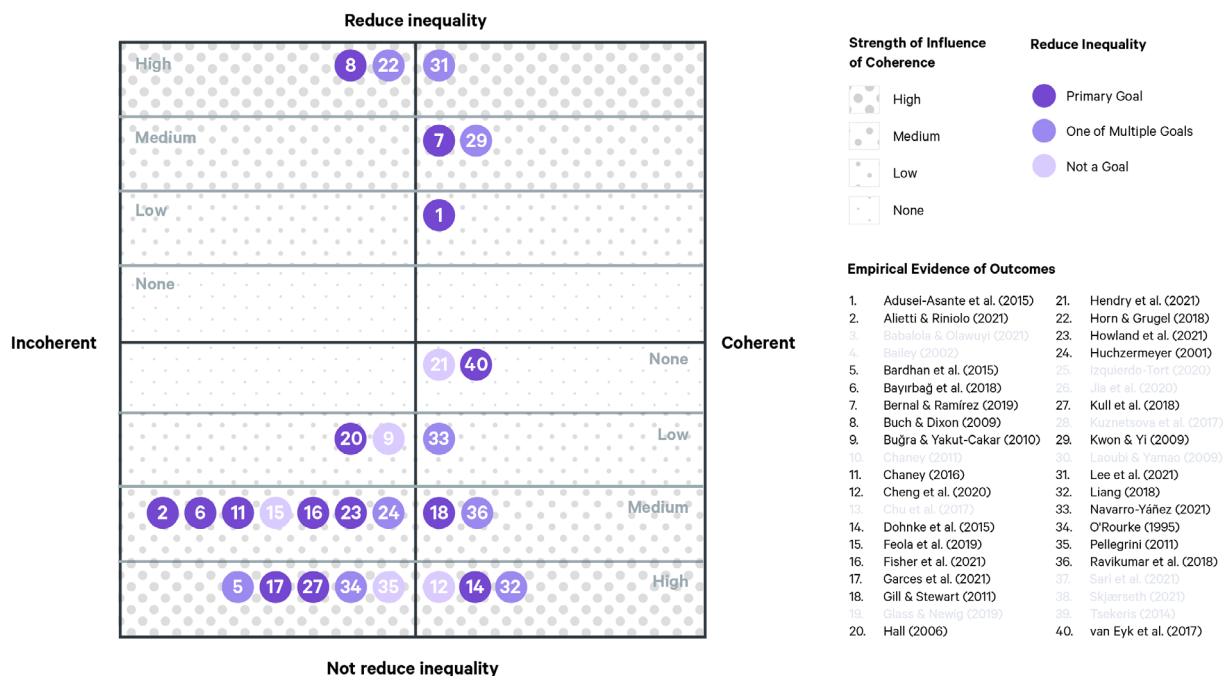 Reduce inequality
High
8 22 31
Medium
7 29
Low
1
None
Incoherent
Coherent
21 40 None
20 9 33 Low
2 6 11 15 16 23 24 18 36 Medium
5 17 27 34 35 12 14 32 High
Not reduce inequality
Strength of Influence
of Coherence
High
Medium
Low
None
Reduce Inequality
Primary Goal
One of Multiple Goals
Not a Goal
Empirical Evidence of Outcomes
1. Adusei-Asante et al. (2015)
2. Alietti & Riniolo (2021)
3. Babalola & Olawuyi (2021)
4. Bailey (2002)
5. Bardhan et al. (2015)
6. Bayırbağ et al. (2018)
7. Bernal & Ramírez (2019)
8. Buch & Dixon (2009)
9. Buğra & Yakut-Cakar (2010)
10. Chaney (2011)
11. Chaney (2016)
12. Cheng et al. (2020)
13. Chu et al. (2017)
14. Dohnke et al. (2015)
15. Feola et al. (2019)
16. Fisher et al. (2021)
17. Garces et al. (2021)
18. Gill & Stewart (2011)
19. Glass & Newig (2019)
20. Hall (2006)
21. Hendry et al. (2021)
22. Horn & Grugel (2018)
23. Howland et al. (2021)
24. Huchzermeyer (2001)
25. Izquierdo-Tort (2020)
26. Jia et al. (2020)
27. Kull et al. (2018)
28. Kuznetsova et al. (2017)
29. Kwon & Yi (2009)
30. Laoubi & Yamao (2009)
31. Lee et al. (2021)
32. Liang (2018)
33. Navarro-Yáñez (2021)
34. O'Rourke (1995)
35. Pellegrini (2011)
36. Ravikumar et al. (2018)
37. Sari et al. (2021)
38. Skjærseth (2021)
39. Tsekeris (2014)
40. van Eyk et al. (2017)